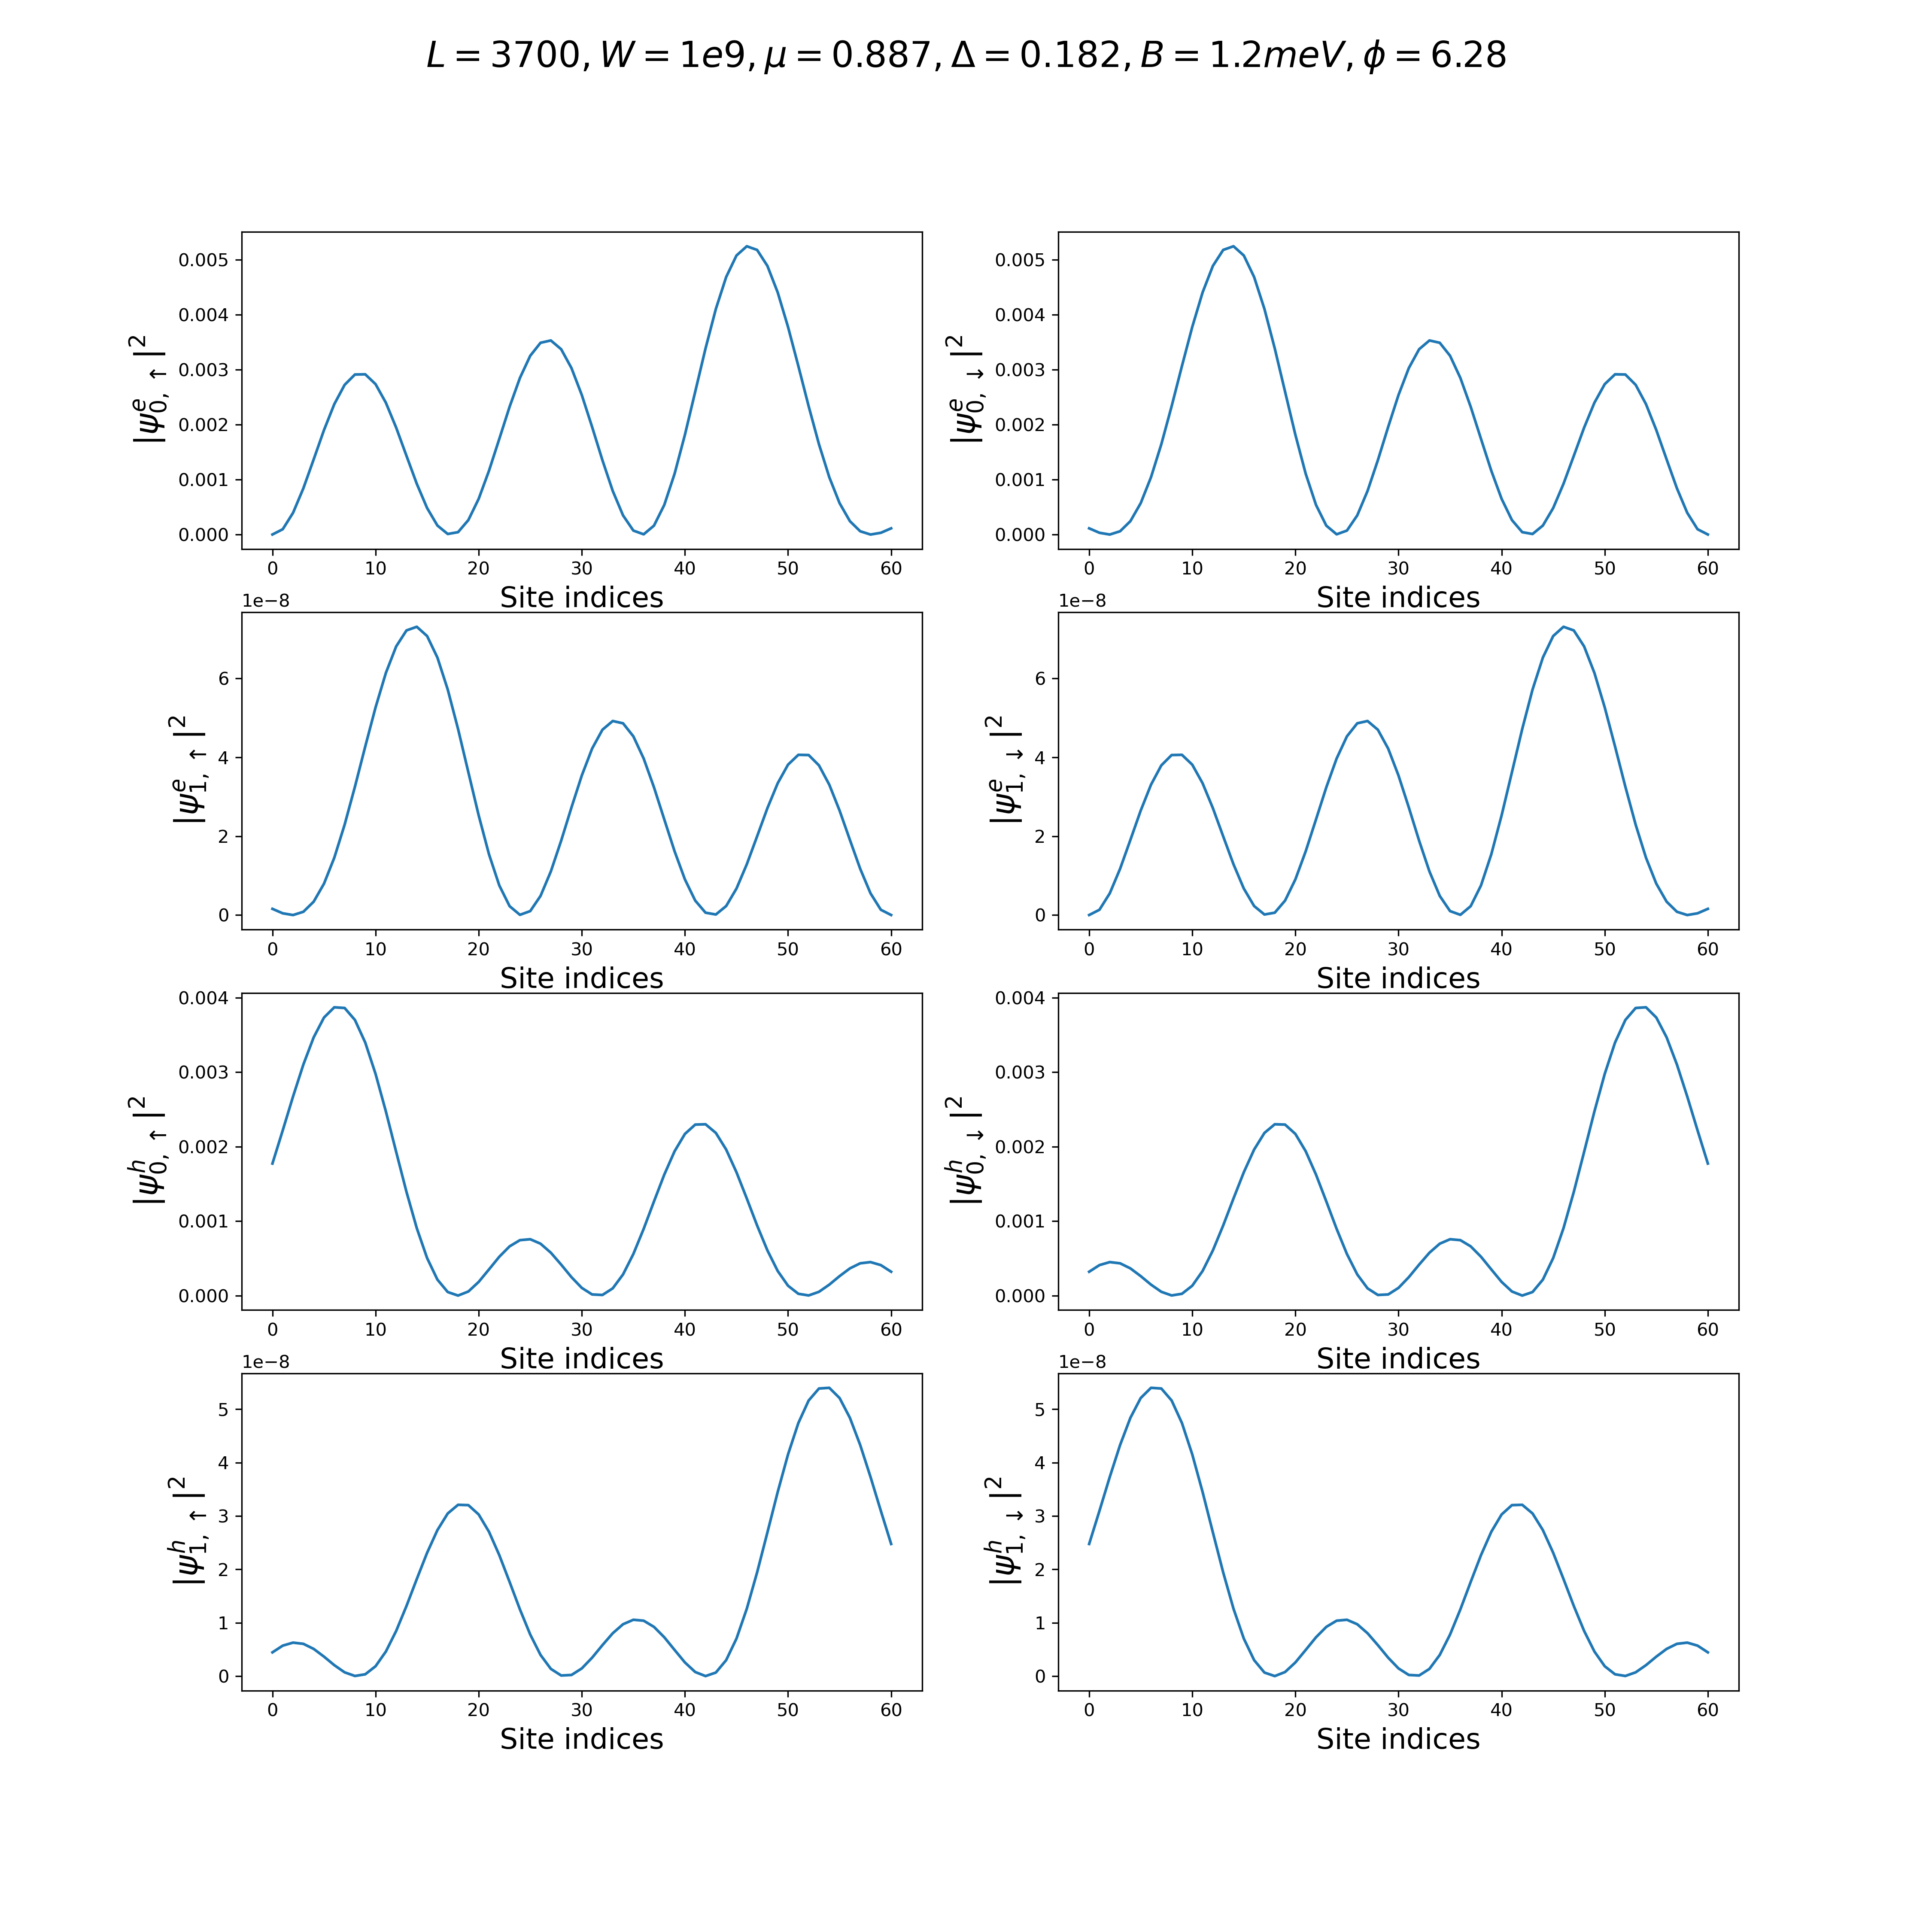 L = 3700, W = 1e9, μ = 0.887, Δ = 0.182, B = 1.2meV, ϕ = 6.28
|ψ^e_{0, ↑}|^2
0.005
0.004
0.003
0.002
0.001
0.000
0 10 20 30 40 50 60
Site indices
|ψ^e_{0, ↓}|^2
0.005
0.004
0.003
0.002
0.001
0.000
0 10 20 30 40 50 60
Site indices
1e−8
|ψ^e_{1, ↑}|^2
6
4
2
0
0 10 20 30 40 50 60
Site indices
1e−8
|ψ^e_{1, ↓}|^2
6
4
2
0
0 10 20 30 40 50 60
Site indices
|ψ^h_{0, ↑}|^2
0.004
0.003
0.002
0.001
0.000
0 10 20 30 40 50 60
Site indices
|ψ^h_{0, ↓}|^2
0.004
0.003
0.002
0.001
0.000
0 10 20 30 40 50 60
Site indices
1e−8
|ψ^h_{1, ↑}|^2
5
4
3
2
1
0
0 10 20 30 40 50 60
Site indices
1e−8
|ψ^h_{1, ↓}|^2
5
4
3
2
1
0
0 10 20 30 40 50 60
Site indices